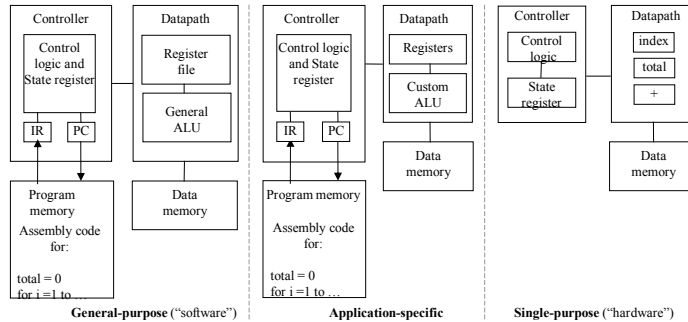 Controller
Control
logic and
State register
IR
PC
Datapath
Register
file
General
ALU
Program
memory
Assembly code
for:
total = 0
for i =1 to …
Data
memory
General-purpose (“software”)
Controller
Control logic
and State
register
IR
PC
Datapath
Registers
Custom
ALU
Program memory
Assembly code
for:
total = 0
for i =1 to …
Data
memory
Application-specific
Controller
Control
logic
State
register
Datapath
index
total
+
Data
memory
Single-purpose (“hardware”)